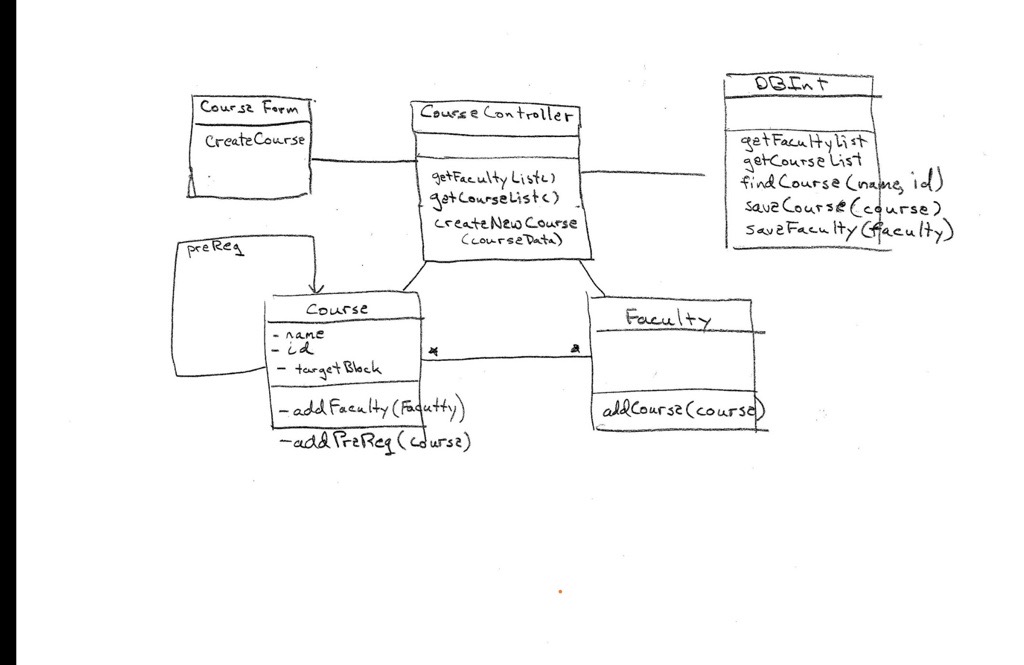 Course Form
createCourse
CourseController
getFacultyList()
getCourseList()
createNewCourse
(courseData)
DBInt
getFacultyList
getCourseList
findCourse(name, id)
saveCourse(course)
saveFaculty(faculty)
preReq
Course
- name
- id
- targetBlock
- addFaculty(Faculty)
- addPreReq(course)
*
*
Faculty
addCourse(course)